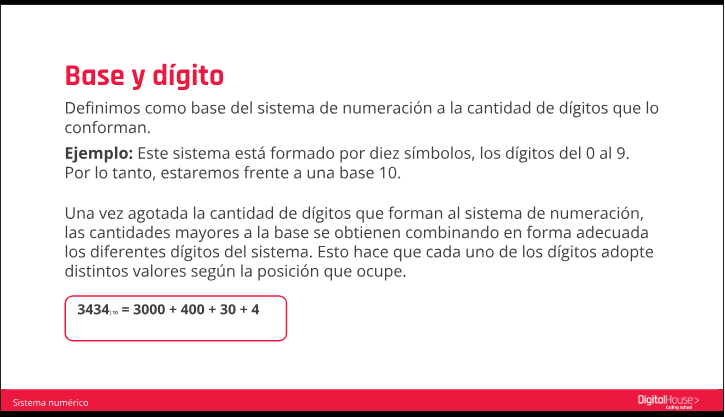 Base y dígito
Definimos como base del sistema de numeración a la cantidad de dígitos que lo
conforman.
Ejemplo: Este sistema está formado por diez símbolos, los dígitos del 0 al 9.
Por lo tanto, estaremos frente a una base 10.
Una vez agotada la cantidad de dígitos que forman al sistema de numeración,
las cantidades mayores a la base se obtienen combinando en forma adecuada
los diferentes dígitos del sistema. Esto hace que cada uno de los dígitos adopte
distintos valores según la posición que ocupe.
3434|10 = 3000 + 400 + 30 + 4
Sistema numérico
DigitalHouse>
Coding School